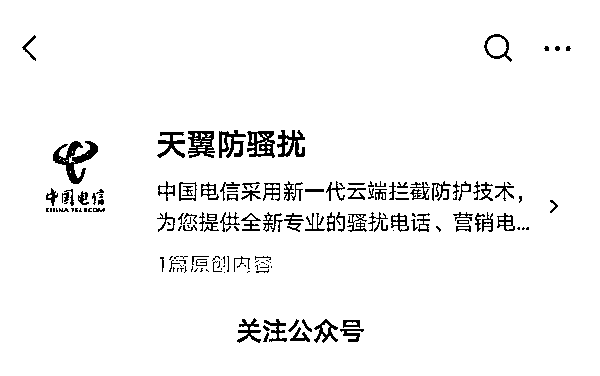 天翼防骚扰
中国电信
CHINA TELECOM
中国电信采用新一代云端拦截防护技术，
为您提供全新专业的骚扰电话、营销电...
1篇原创内容
关注公众号